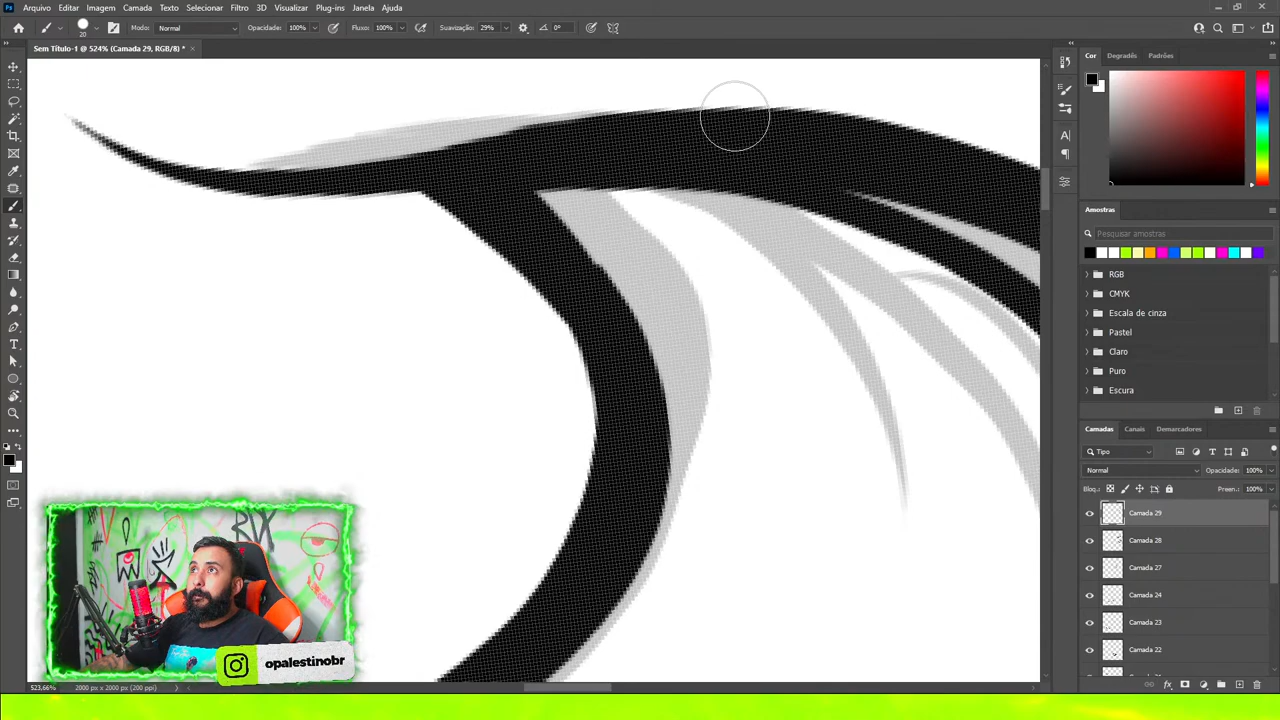 Arquivo Editar Imagem Camada Texto Selecionar Filtro 3D Visualizar Plug-ins Janela Ajuda
20 Modo: Normal Opacidade: 100% Fluxo: 100% Suavização: 29% 0°
Sem Título-1 @ 524% (Camada 29, RGB/8) *
Cor Degradês Padrões
Amostras
Pesquisar amostras
RGB
CMYK
Escala de cinza
Pastel
Claro
Puro
Escura
Camadas Canais Demarcadores
Tipo
Normal Opacidade: 100%
Bloq.: Preen.: 100%
Camada 29
Camada 28
Camada 27
Camada 24
Camada 23
Camada 22
opalestinobr
523,66% 2000 px x 2000 px (200 ppi)